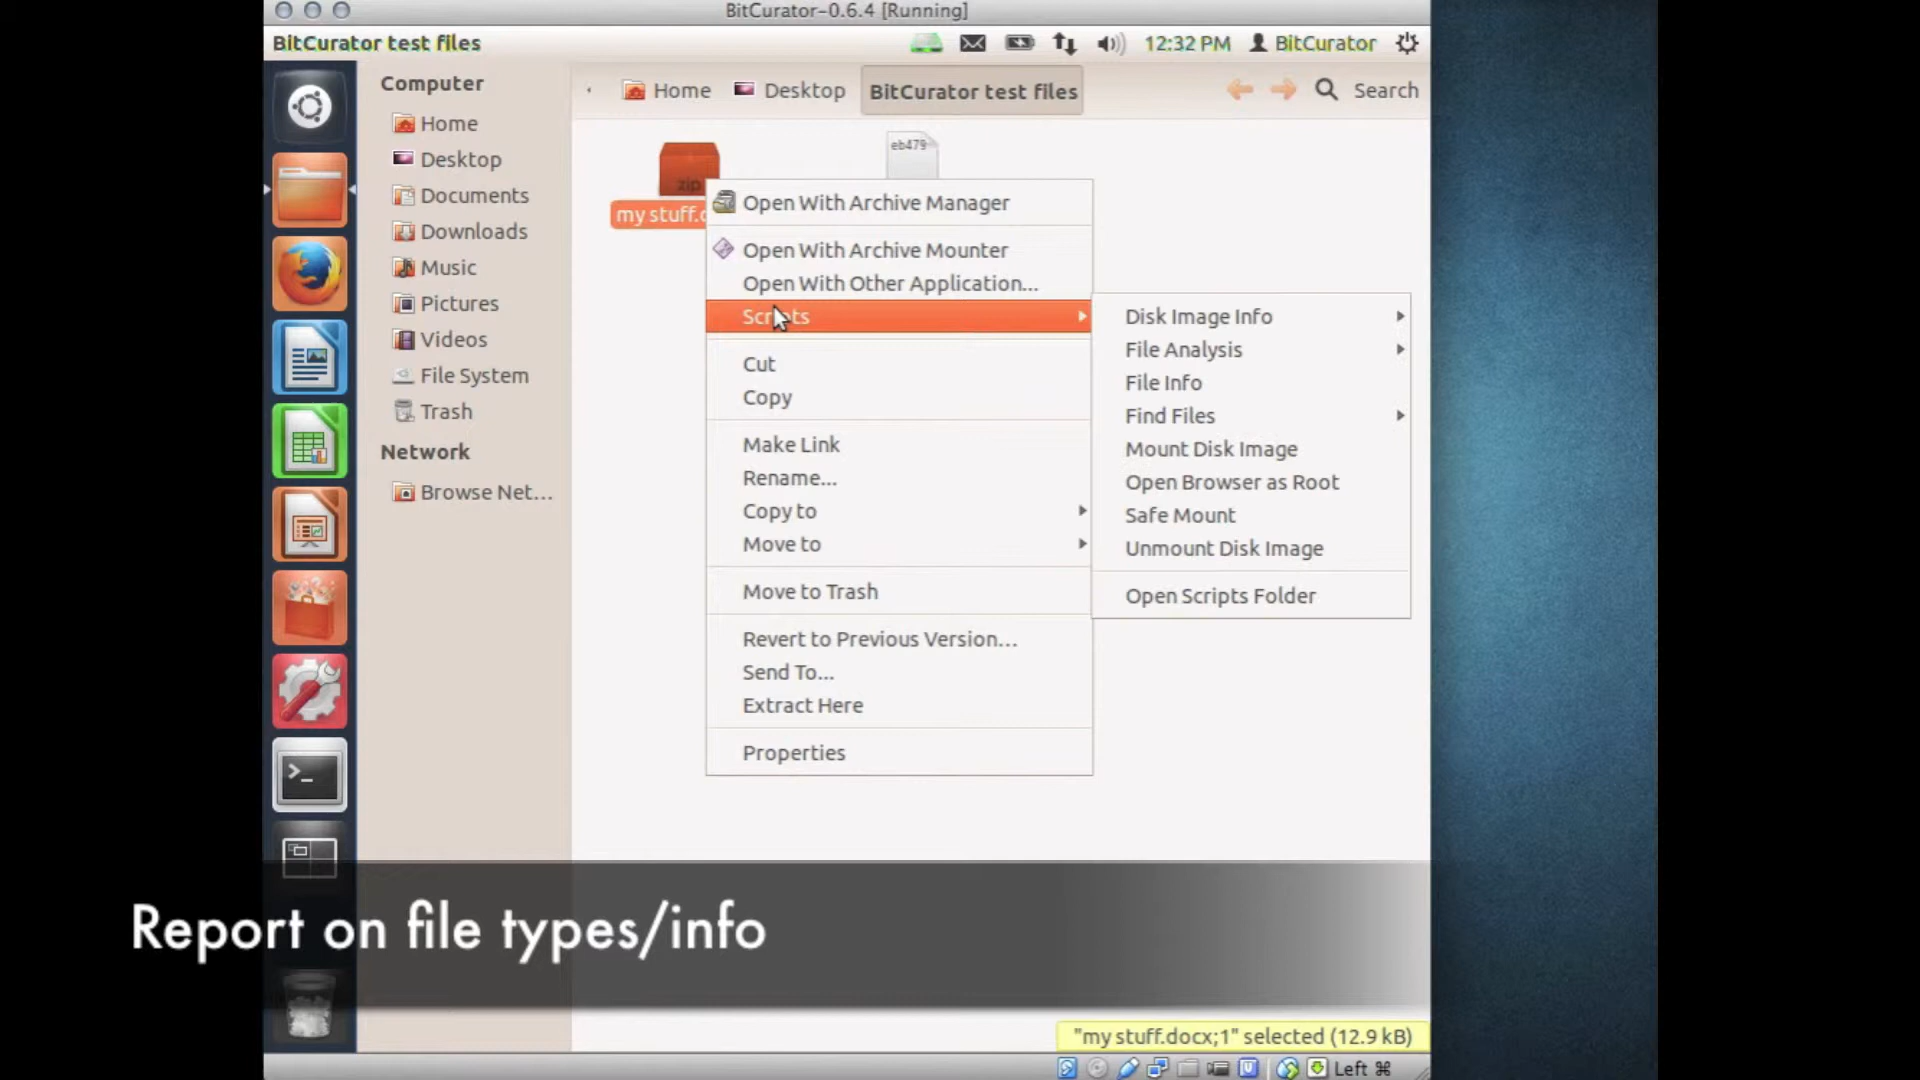 BitCurator-0.6.4 [Running]
BitCurator test files
12:32 PM
BitCurator
Computer
Home
Desktop
Documents
Downloads
Music
Pictures
Videos
File System
Trash
Network
Browse Net...
Home
Desktop
BitCurator test files
Search
zip
eb479
my stuff.
Open With Archive Manager
Open With Archive Mounter
Open With Other Application...
Scripts
Cut
Copy
Make Link
Rename...
Copy to
Move to
Move to Trash
Revert to Previous Version...
Send To...
Extract Here
Properties
Disk Image Info
File Analysis
File Info
Find Files
Mount Disk Image
Open Browser as Root
Safe Mount
Unmount Disk Image
Open Scripts Folder
Report on file types/info
"my stuff.docx;1" selected (12.9 kB)
Left ⌘